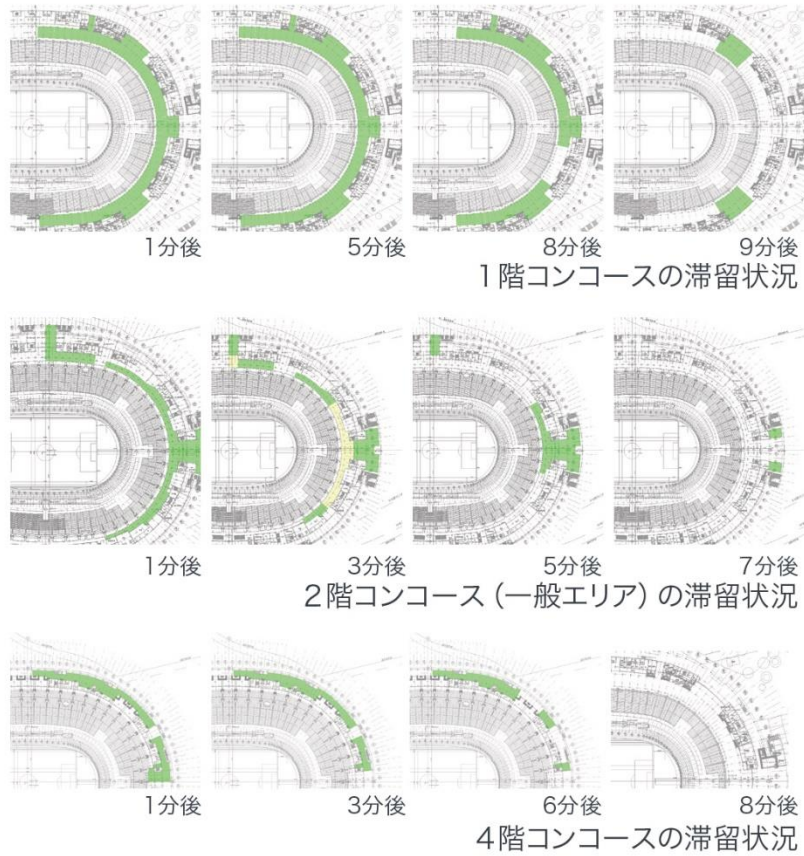 1分後 5分後 8分後 9分後
1階コンコースの滞留状況
1分後 3分後 5分後 7分後
2階コンコース（一般エリア）の滞留状況
1分後 3分後 6分後 8分後
4階コンコースの滞留状況